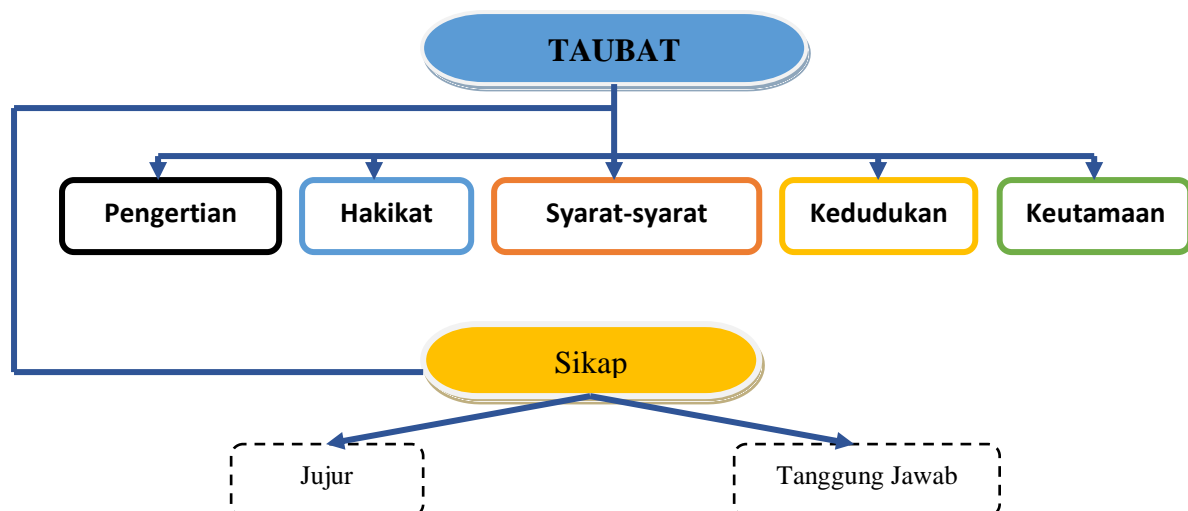 TAUBAT
Pengertian
Hakikat
Syarat-syarat
Kedudukan
Keutamaan
Sikap
Jujur
Tanggung Jawab